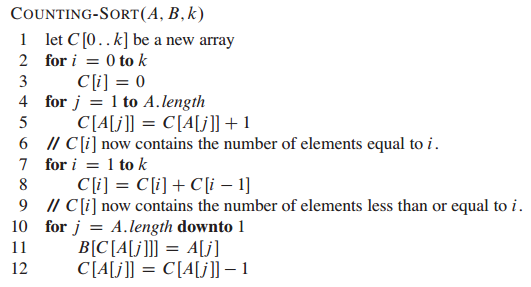 COUNTING-SORT(A, B, k)
1 let C[0..k] be a new array
2 for i = 0 to k
3 C[i] = 0
4 for j = 1 to A.length
5 C[A[j]] = C[A[j]] + 1
6 // C[i] now contains the number of elements equal to i.
7 for i = 1 to k
8 C[i] = C[i] + C[i − 1]
9 // C[i] now contains the number of elements less than or equal to i.
10 for j = A.length downto 1
11 B[C[A[j]]] = A[j]
12 C[A[j]] = C[A[j]] − 1